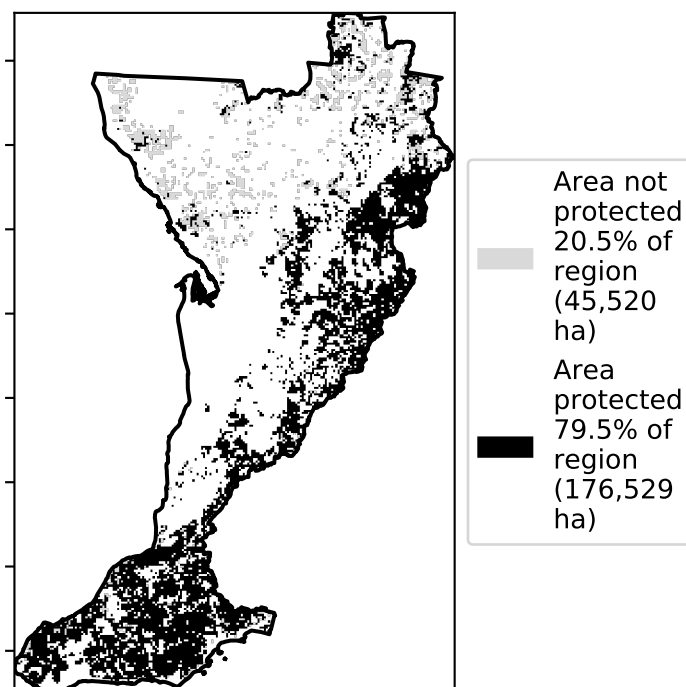 Area not
protected
20.5% of
region
(45,520
ha)
Area
protected
79.5% of
region
(176,529
ha)